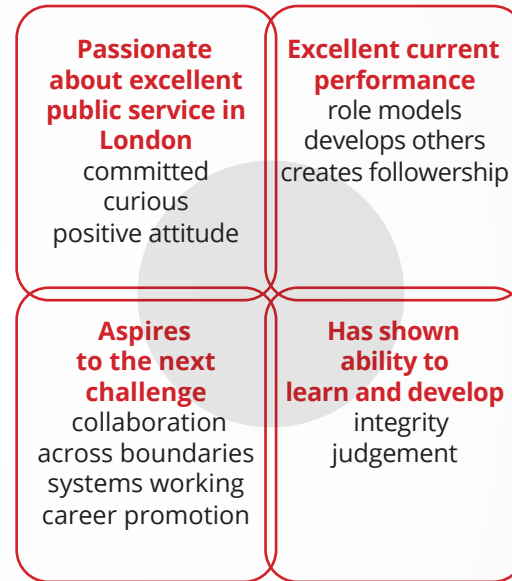 Passionate
about excellent
public service in
London
committed
curious
positive attitude
Excellent current
performance
role models
develops others
creates followership
Aspires
to the next
challenge
collaboration
across boundaries
systems working
career promotion
Has shown
ability to
learn and develop
integrity
judgement